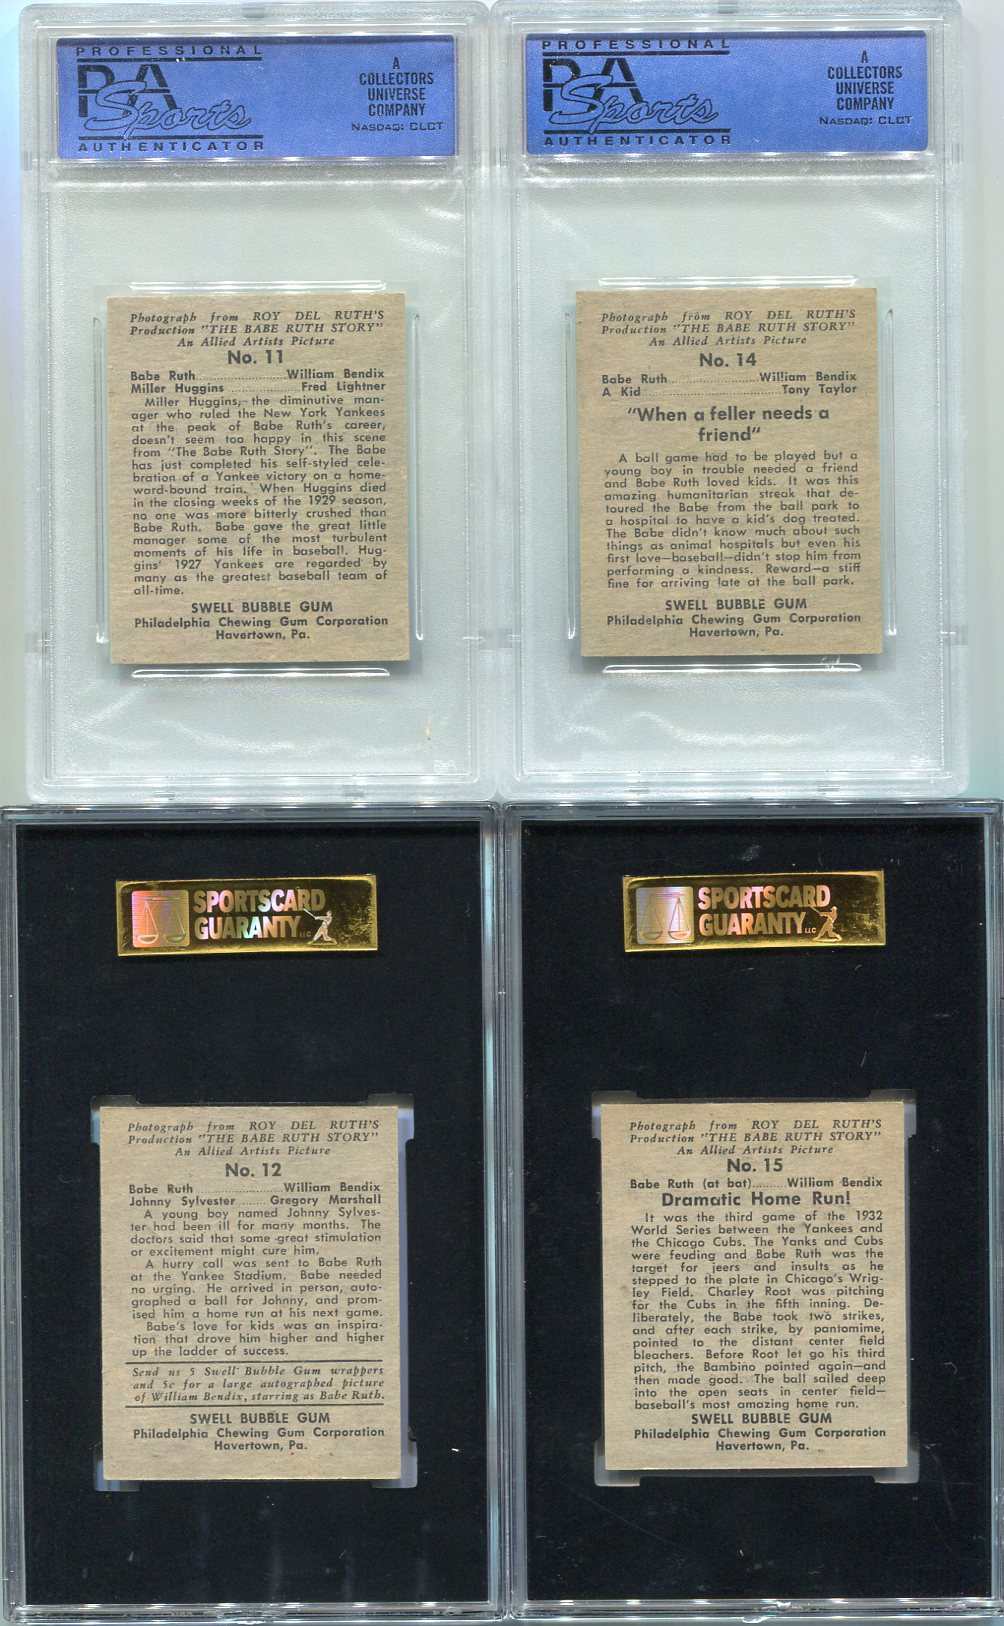 PROFESSIONAL
PSA
Sports
AUTHENTICATOR
A
COLLECTORS
UNIVERSE
COMPANY
NASDAQ: CLCT
Photograph from ROY DEL RUTH'S
Production "THE BABE RUTH STORY"
An Allied Artists Picture
No. 11
Babe Ruth......................William Bendix
Miller Huggins .................Fred Lightner
Miller Huggins, the diminutive man-
ager who ruled the New York Yankees
at the peak of Babe Ruth's career,
doesn't seem too happy in this scene
from "The Babe Ruth Story". The Babe
has just completed his self-styled cele-
bration of a Yankee victory on a home-
ward-bound train. When Huggins died
in the closing weeks of the 1929 season,
no one was more bitterly crushed than
Babe Ruth. Babe gave the great little
manager some of the most turbulent
moments of his life in baseball. Hug-
gins' 1927 Yankees are regarded by
many as the greatest baseball team of
all-time.
SWELL BUBBLE GUM
Philadelphia Chewing Gum Corporation
Havertown, Pa.
PROFESSIONAL
PSA
Sports
AUTHENTICATOR
A
COLLECTORS
UNIVERSE
COMPANY
NASDAQ: CLCT
Photograph from ROY DEL RUTH'S
Production "THE BABE RUTH STORY"
An Allied Artists Picture
No. 14
Babe Ruth......................William Bendix
A Kid..................................Tony Taylor
"When a feller needs a
friend"
A ball game had to be played but a
young boy in trouble needed a friend
and Babe Ruth loved kids. It was this
amazing humanitarian streak that de-
toured the Babe from the ball park to
a hospital to have a kid's dog treated.
The Babe didn't know much about such
things as animal hospitals but even his
first love—baseball—didn't stop him from
performing a kindness. Reward—a stiff
fine for arriving late at the ball park.
SWELL BUBBLE GUM
Philadelphia Chewing Gum Corporation
Havertown, Pa.
SPORTSCARD
GUARANTY LLC
Photograph from ROY DEL RUTH'S
Production "THE BABE RUTH STORY"
An Allied Artists Picture
No. 12
Babe Ruth......................William Bendix
Johnny Sylvester ........Gregory Marshall
A young boy named Johnny Sylves-
ter had been ill for many months. The
doctors said that some great stimulation
or excitement might cure him.
A hurry call was sent to Babe Ruth
at the Yankee Stadium. Babe needed
no urging. He arrived in person, auto-
graphed a ball for Johnny, and prom-
ised him a home run at his next game.
Babe's love for kids was an inspira-
tion that drove him higher and higher
up the ladder of success.
Send us 5 Swell Bubble Gum wrappers
and 5c for a large autographed picture
of William Bendix, starring as Babe Ruth.
SWELL BUBBLE GUM
Philadelphia Chewing Gum Corporation
Havertown, Pa.
SPORTSCARD
GUARANTY LLC
Photograph from ROY DEL RUTH'S
Production "THE BABE RUTH STORY"
An Allied Artists Picture
No. 15
Babe Ruth (at bat).........William Bendix
Dramatic Home Run!
It was the third game of the 1932
World Series between the Yankees and
the Chicago Cubs. The Yanks and Cubs
were feuding and Babe Ruth was the
target for jeers and insults as he
stepped to the plate in Chicago's Wrig-
ley Field. Charley Root was pitching
for the Cubs in the fifth inning. De-
liberately, the Babe took two strikes,
and after each strike, by pantomime,
pointed to the distant center field
bleachers. Before Root let go his third
pitch, the Bambino pointed again—and
then made good. The ball sailed deep
into the open seats in center field—
baseball's most amazing home run.
SWELL BUBBLE GUM
Philadelphia Chewing Gum Corporation
Havertown, Pa.